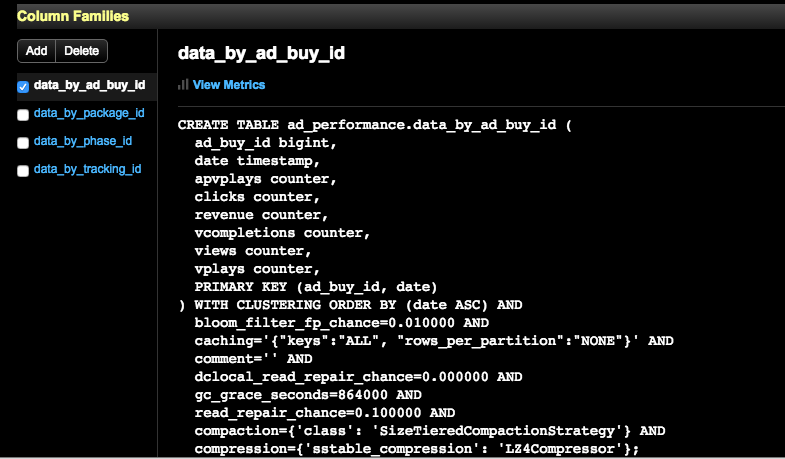 Column Families
Add Delete
data_by_ad_buy_id
data_by_package_id
data_by_phase_id
data_by_tracking_id
data_by_ad_buy_id
View Metrics
CREATE TABLE ad_performance.data_by_ad_buy_id (
  ad_buy_id bigint,
  date timestamp,
  apvplays counter,
  clicks counter,
  revenue counter,
  vcompletions counter,
  views counter,
  vplays counter,
  PRIMARY KEY (ad_buy_id, date)
) WITH CLUSTERING ORDER BY (date ASC) AND
  bloom_filter_fp_chance=0.010000 AND
  caching='{"keys":"ALL", "rows_per_partition":"NONE"}' AND
  comment='' AND
  dclocal_read_repair_chance=0.000000 AND
  gc_grace_seconds=864000 AND
  read_repair_chance=0.100000 AND
  compaction={'class': 'SizeTieredCompactionStrategy'} AND
  compression={'sstable_compression': 'LZ4Compressor'};